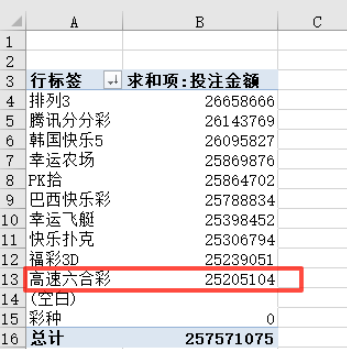 A B C
1
2
3 行标签 求和项:投注金额
4 排列3 26658666
5 腾讯分分彩 26143769
6 韩国快乐5 26095827
7 幸运农场 25869876
8 PK拾 25864702
9 巴西快乐彩 25788834
10 幸运飞艇 25398452
11 快乐扑克 25306794
12 福彩3D 25239051
13 高速六合彩 25205104
14 (空白)
15 彩种 0
16 总计 257571075